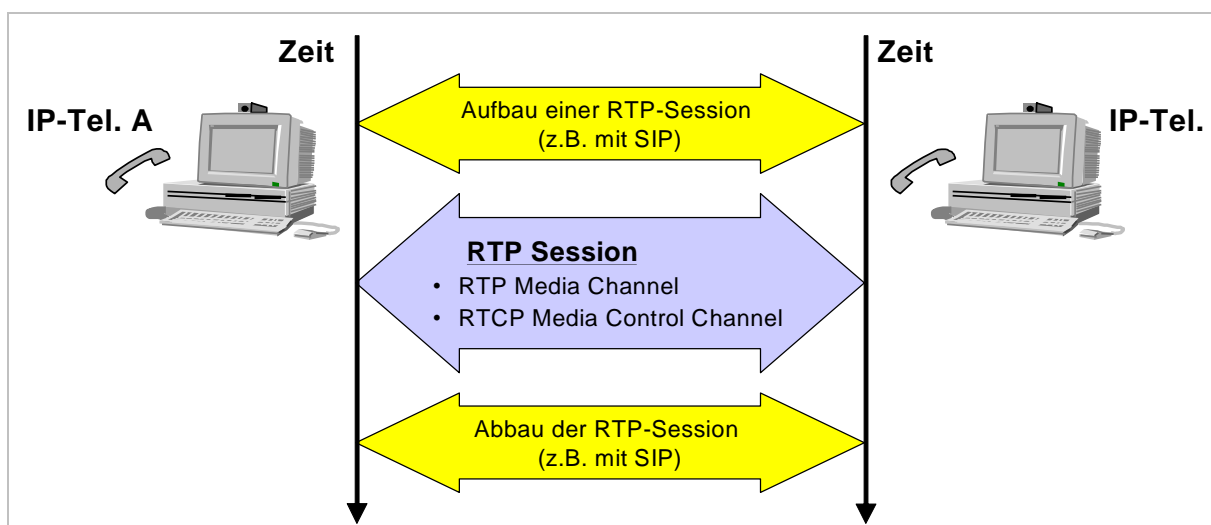 Zeit
Zeit
IP-Tel. A
IP-Tel.
Aufbau einer RTP-Session
(z.B. mit SIP)
RTP Session
• RTP Media Channel
• RTCP Media Control Channel
Abbau der RTP-Session
(z.B. mit SIP)